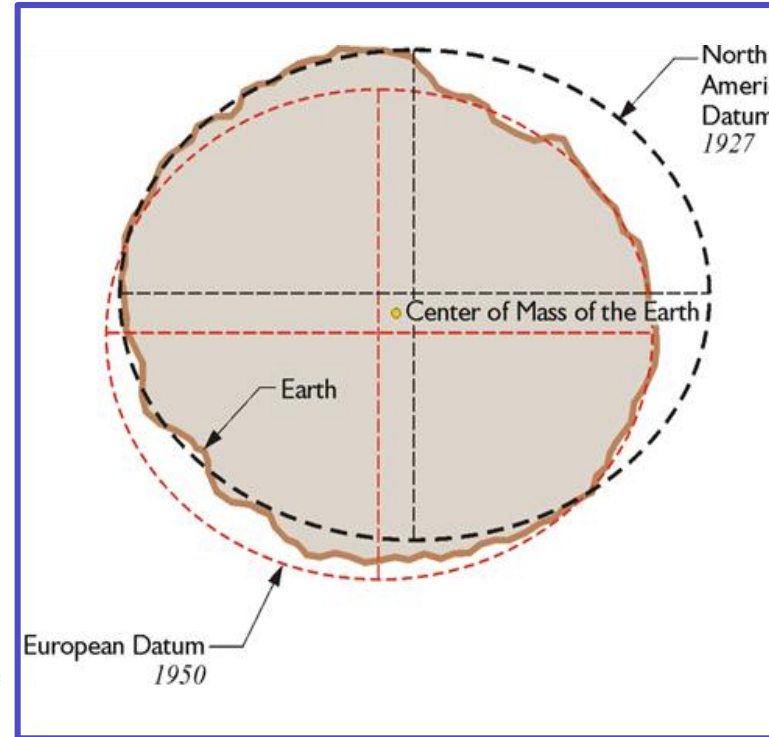 North
Ameri
Datum
1927
Center of Mass of the Earth
Earth
European Datum
1950